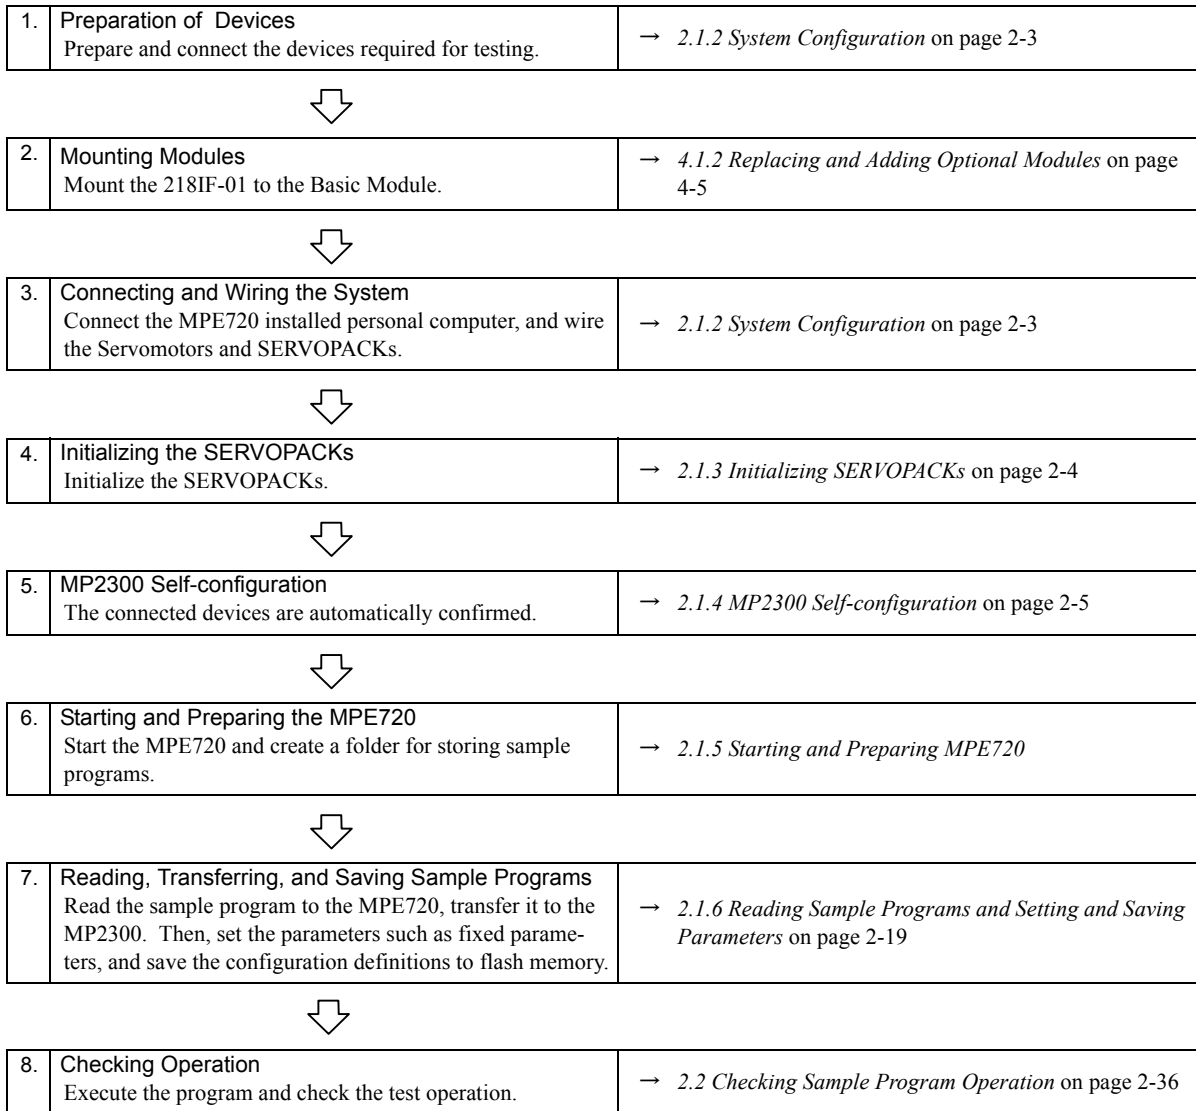 1. Preparation of Devices
Prepare and connect the devices required for testing.
→ 2.1.2 System Configuration on page 2-3
2. Mounting Modules
Mount the 218IF-01 to the Basic Module.
→ 4.1.2 Replacing and Adding Optional Modules on page
4-5
3. Connecting and Wiring the System
Connect the MPE720 installed personal computer, and wire
the Servomotors and SERVOPACKs.
→ 2.1.2 System Configuration on page 2-3
4. Initializing the SERVOPACKs
Initialize the SERVOPACKs.
→ 2.1.3 Initializing SERVOPACKs on page 2-4
5. MP2300 Self-configuration
The connected devices are automatically confirmed.
→ 2.1.4 MP2300 Self-configuration on page 2-5
6. Starting and Preparing the MPE720
Start the MPE720 and create a folder for storing sample
programs.
→ 2.1.5 Starting and Preparing MPE720
7. Reading, Transferring, and Saving Sample Programs
Read the sample program to the MPE720, transfer it to the
MP2300. Then, set the parameters such as fixed parame-
ters, and save the configuration definitions to flash memory.
→ 2.1.6 Reading Sample Programs and Setting and Saving
Parameters on page 2-19
8. Checking Operation
Execute the program and check the test operation.
→ 2.2 Checking Sample Program Operation on page 2-36